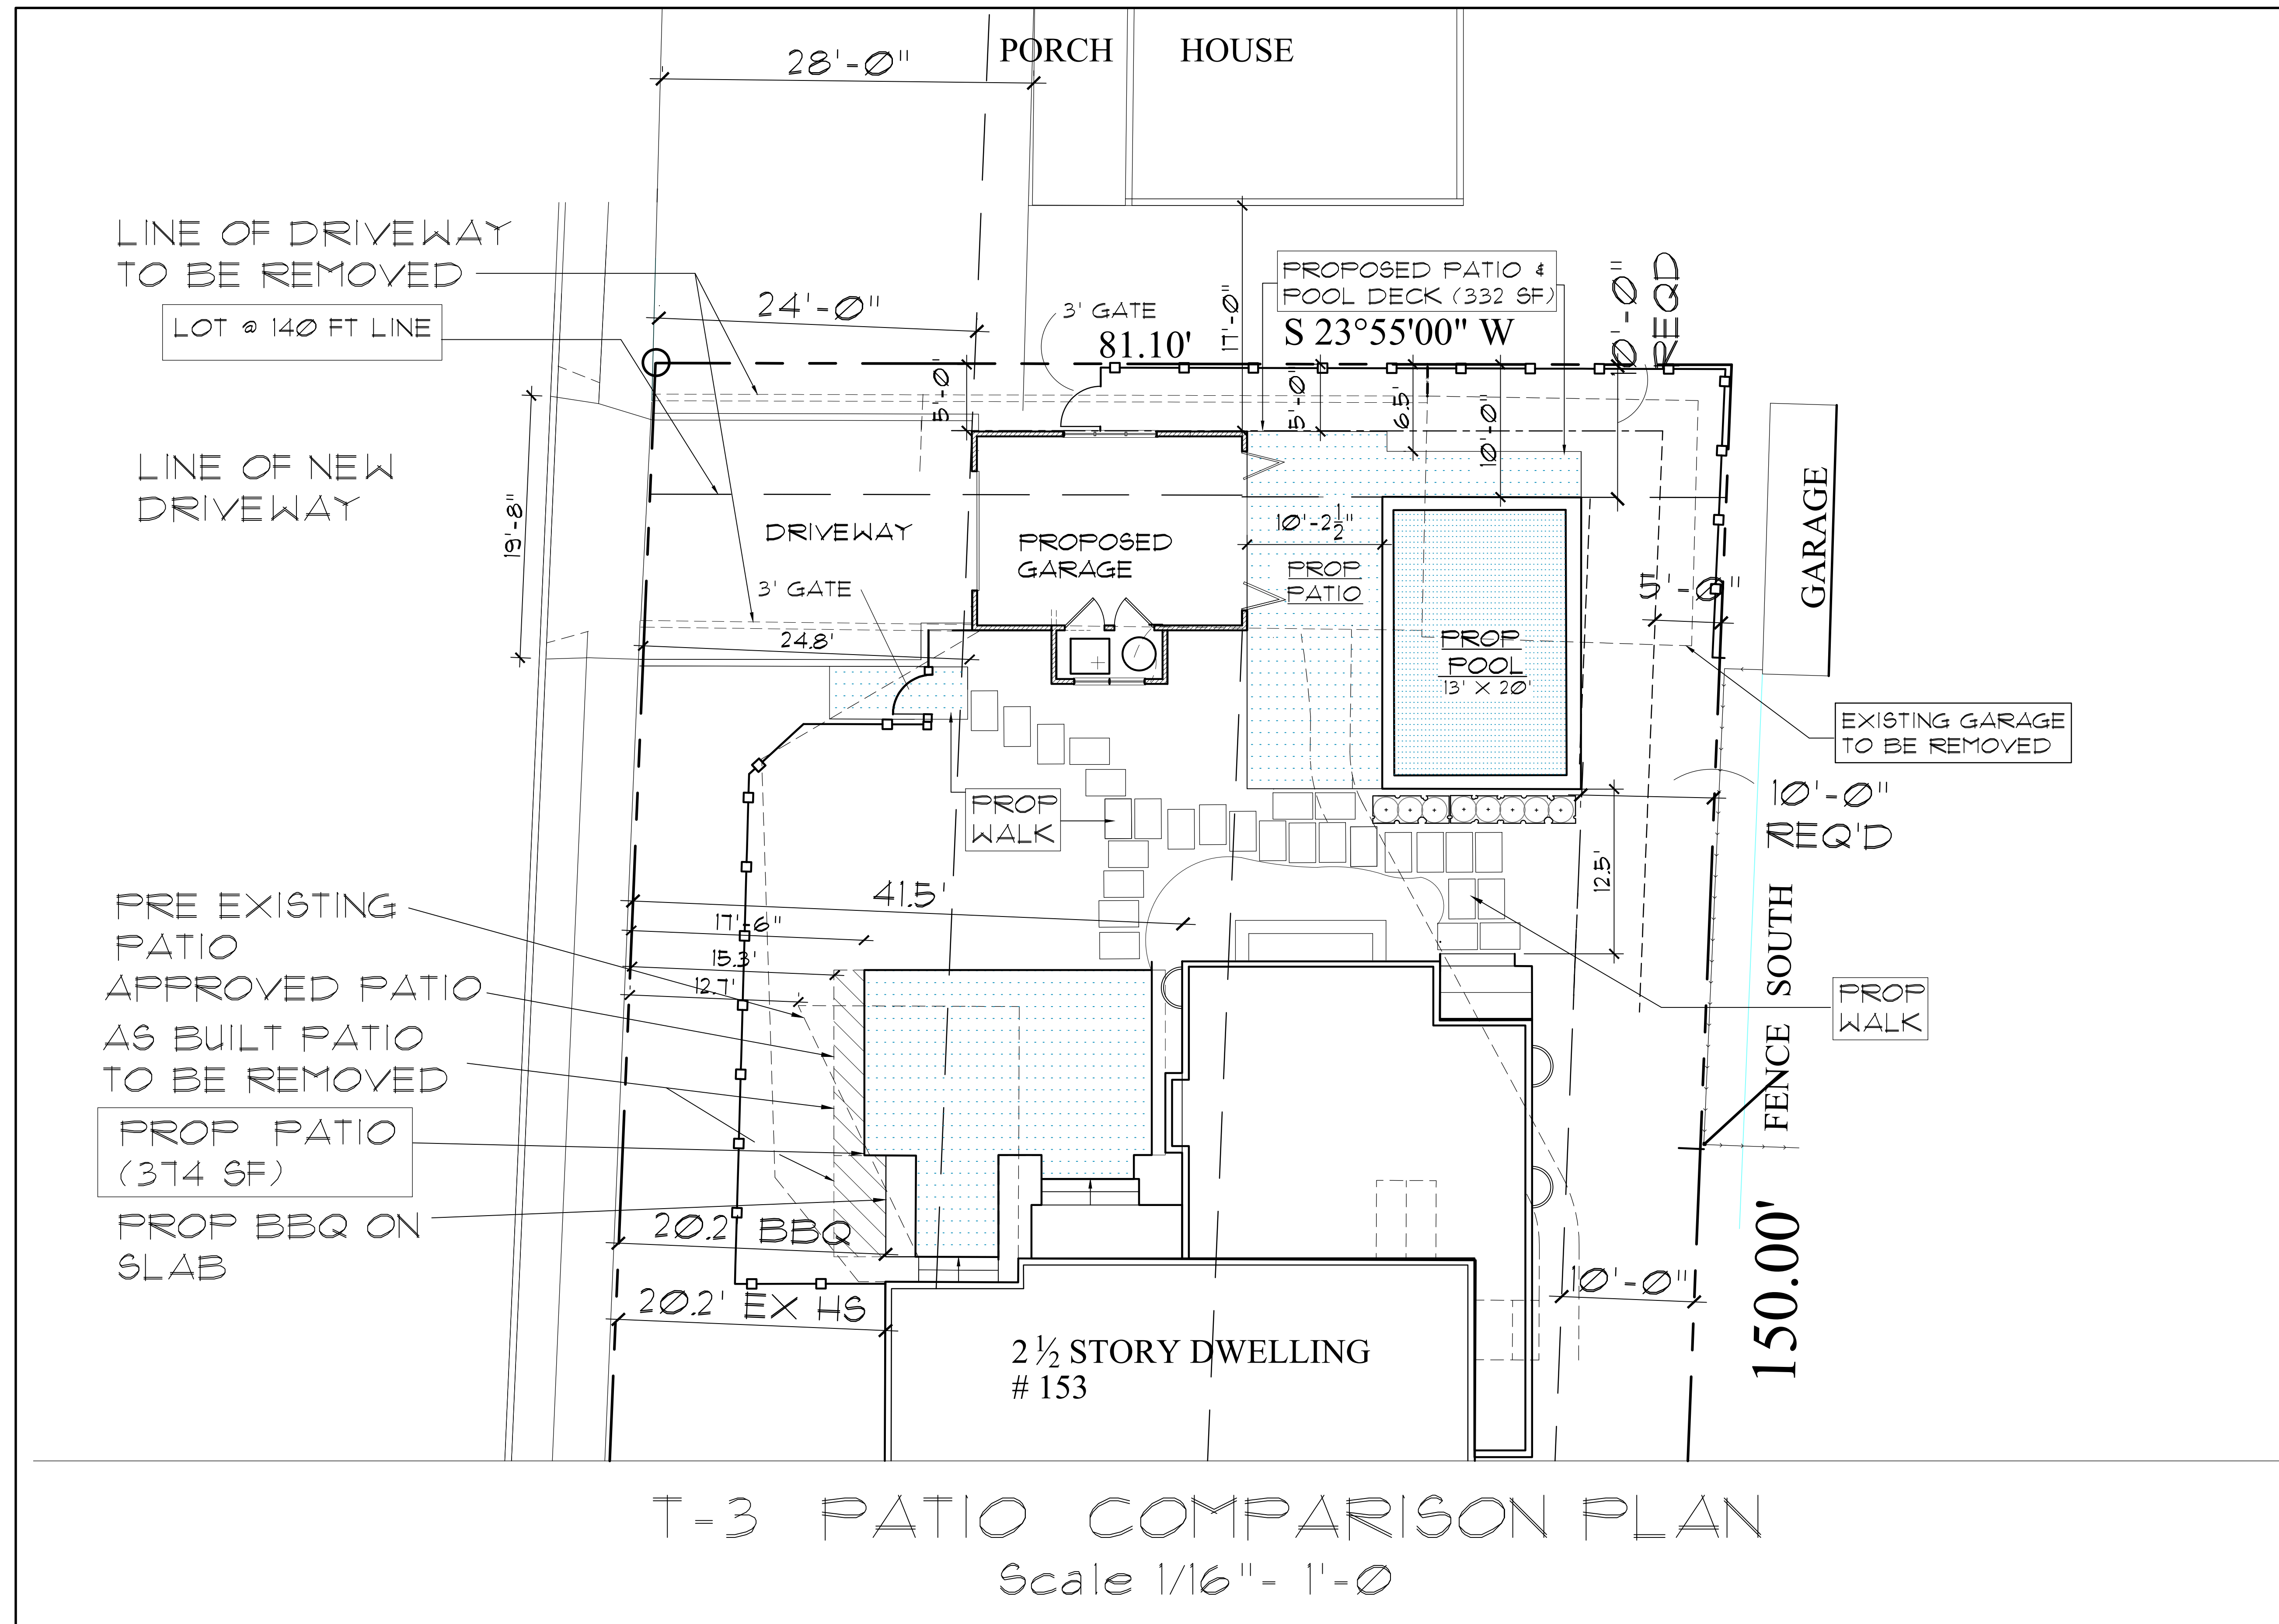 28'-0"
PORCH HOUSE
LINE OF DRIVEWAY
TO BE REMOVED
LOT @ 140 FT LINE
24'-0"
3' GATE
81.10'
17'-0"
PROPOSED PATIO &
POOL DECK (332 SF)
S 23°55'00" W
10'-0"
REQD
5'-0"
5'-0"
6.5'
10'-0"
LINE OF NEW
DRIVEWAY
19'-8"
DRIVEWAY
PROPOSED
GARAGE
10'-2 1/2"
PROP
PATIO
GARAGE
3' GATE
5'-0"
24.8'
PROP
POOL
13' X 20'
EXISTING GARAGE
TO BE REMOVED
PROP
WALK
10'-0"
REQ'D
12.5'
PRE EXISTING
PATIO
41.5'
17'-6"
15.3'
12.7'
APPROVED PATIO
AS BUILT PATIO
TO BE REMOVED
FENCE SOUTH
PROP
WALK
PROP PATIO
(374 SF)
PROP BBQ ON
SLAB
20.2' BBQ
20.2' EX HS
10'-0"
150.00'
2 ½ STORY DWELLING
# 153
T-3 PATIO COMPARISON PLAN
Scale 1/16"- 1'-0